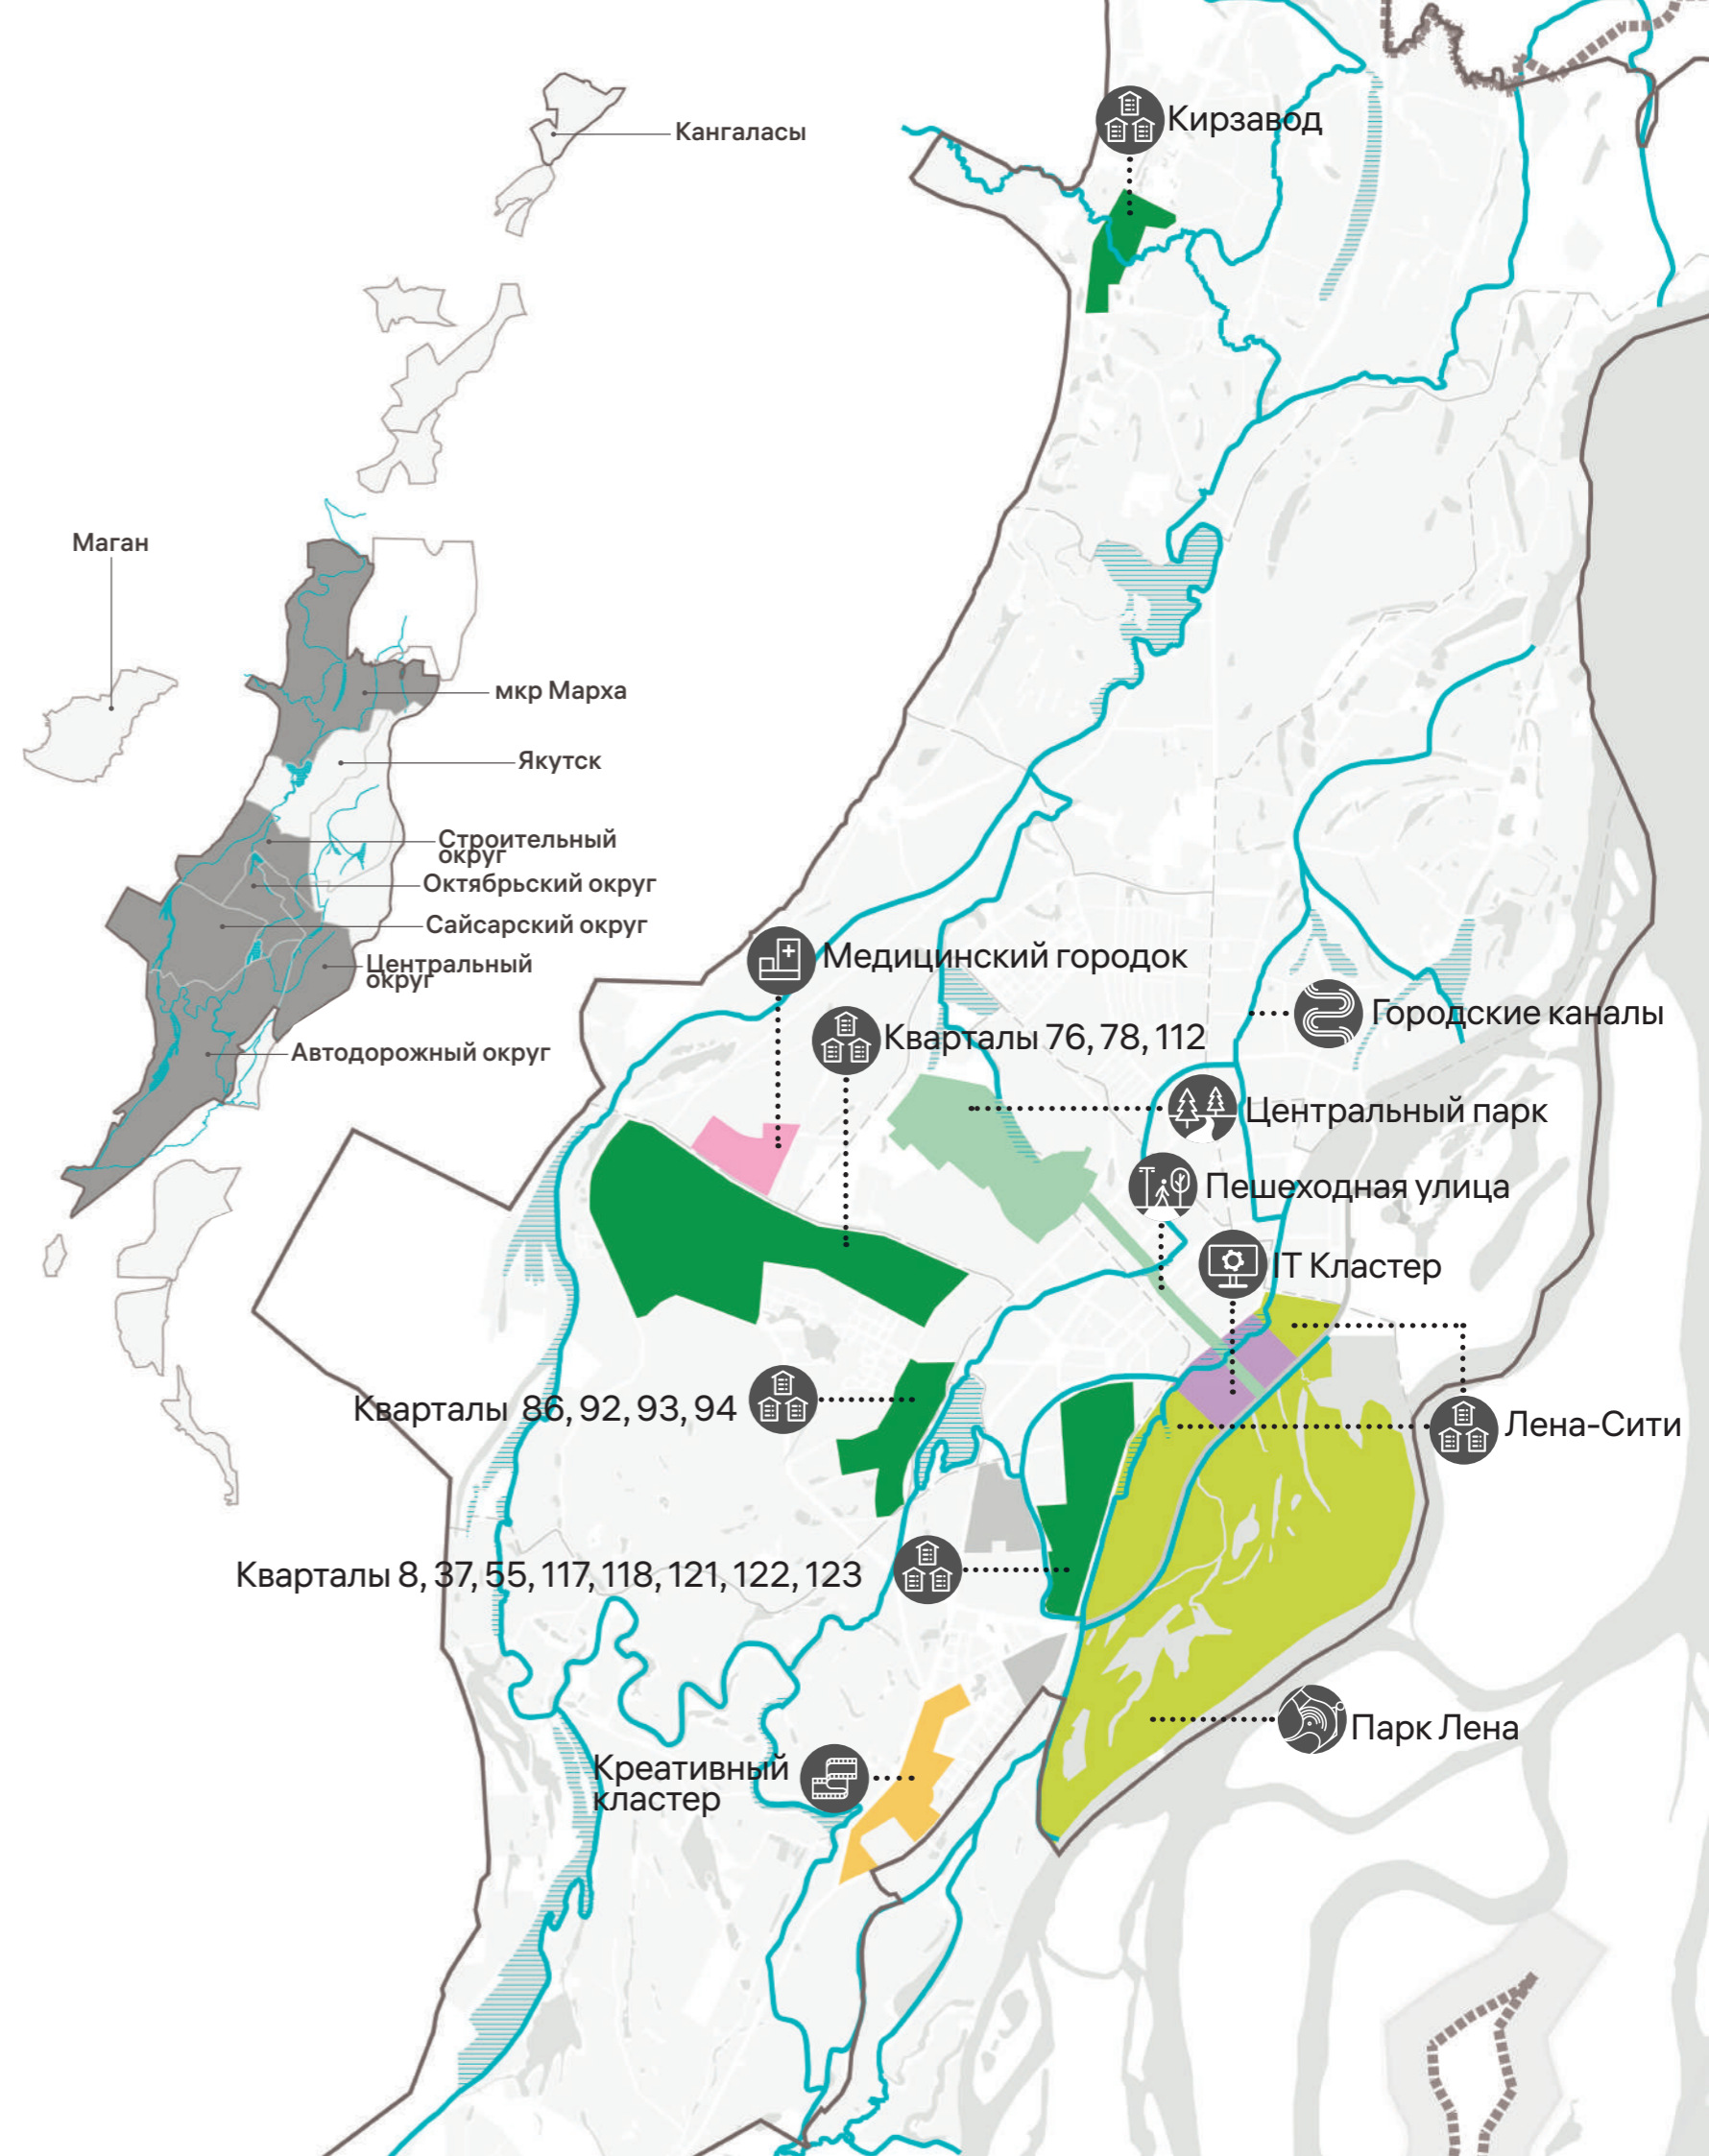 Кангаласы
Маган
мкр Марха
Якутск
Строительный
округ
Октябрьский округ
Сайсарский округ
Центральный
округ
Автодорожный округ
Кирзавод
Медицинский городок
Городские каналы
Кварталы 76, 78, 112
Центральный парк
Пешеходная улица
IT Кластер
Кварталы 86, 92, 93, 94
Лена-Сити
Кварталы 8, 37, 55, 117, 118, 121, 122, 123
Парк Лена
Креативный
кластер